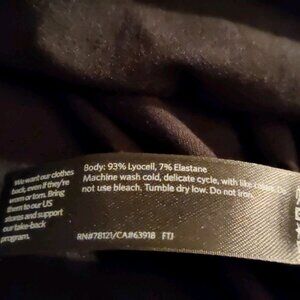 We want our clothes
back, even if they're
worn or torn. Bring
them to our US
stores and support
our take-back
program.
Body: 93% Lyocell, 7% Elastane
Machine wash cold, delicate cycle, with like colors.
not use bleach. Tumble dry low. Do not iron.
RN#78121/CA#63918 FTJ